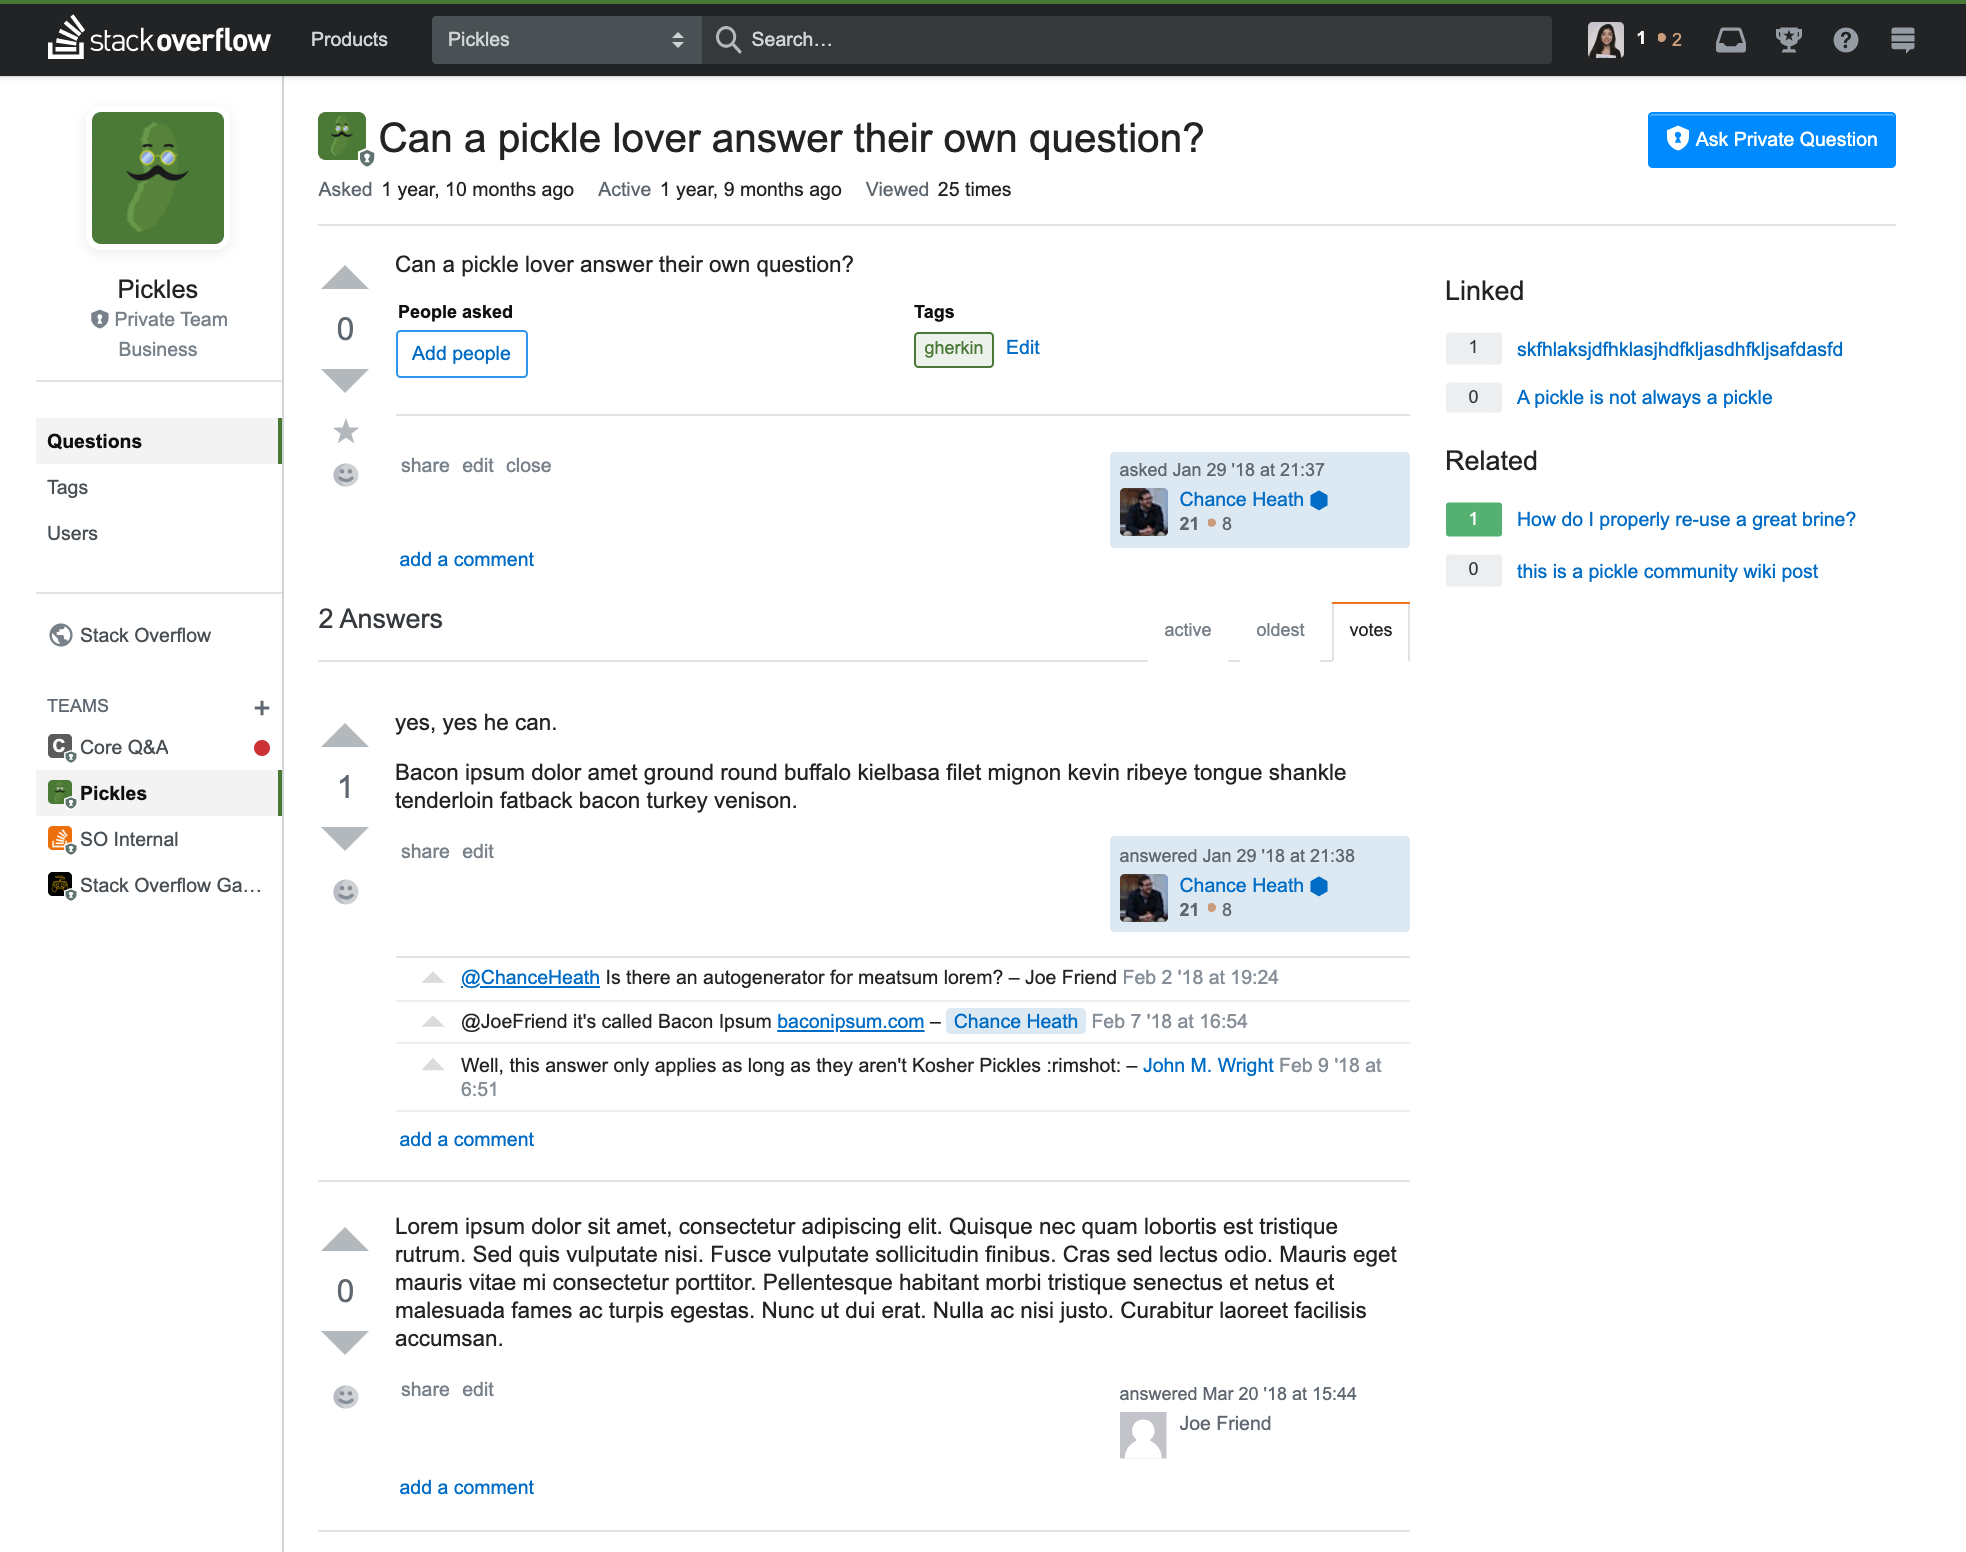 stackoverflow
Products
Pickles
Search...
1 2
Pickles
Private Team
Business
Questions
Tags
Users
Stack Overflow
TEAMS
Core Q&A
Pickles
SO Internal
Stack Overflow Ga...
Can a pickle lover answer their own question?
Ask Private Question
Asked 1 year, 10 months ago Active 1 year, 9 months ago Viewed 25 times
0
Can a pickle lover answer their own question?
People asked
Add people
Tags
gherkin Edit
share edit close
asked Jan 29 '18 at 21:37
Chance Heath
21 8
add a comment
2 Answers
active oldest votes
1
yes, yes he can.
Bacon ipsum dolor amet ground round buffalo kielbasa filet mignon kevin ribeye tongue shankle
tenderloin fatback bacon turkey venison.
share edit
answered Jan 29 '18 at 21:38
Chance Heath
21 8
@ChanceHeath Is there an autogenerator for meatsum lorem? – Joe Friend Feb 2 '18 at 19:24
@JoeFriend it's called Bacon Ipsum baconipsum.com – Chance Heath Feb 7 '18 at 16:54
Well, this answer only applies as long as they aren't Kosher Pickles :rimshot: – John M. Wright Feb 9 '18 at
6:51
add a comment
0
Lorem ipsum dolor sit amet, consectetur adipiscing elit. Quisque nec quam lobortis est tristique
rutrum. Sed quis vulputate nisi. Fusce vulputate sollicitudin finibus. Cras sed lectus odio. Mauris eget
mauris vitae mi consectetur porttitor. Pellentesque habitant morbi tristique senectus et netus et
malesuada fames ac turpis egestas. Nunc ut dui erat. Nulla ac nisi justo. Curabitur laoreet facilisis
accumsan.
share edit
answered Mar 20 '18 at 15:44
Joe Friend
add a comment
Linked
1 skfhlaksjdfhklasjhdfkljasdhfkljsafdasfd
0 A pickle is not always a pickle
Related
1 How do I properly re-use a great brine?
0 this is a pickle community wiki post